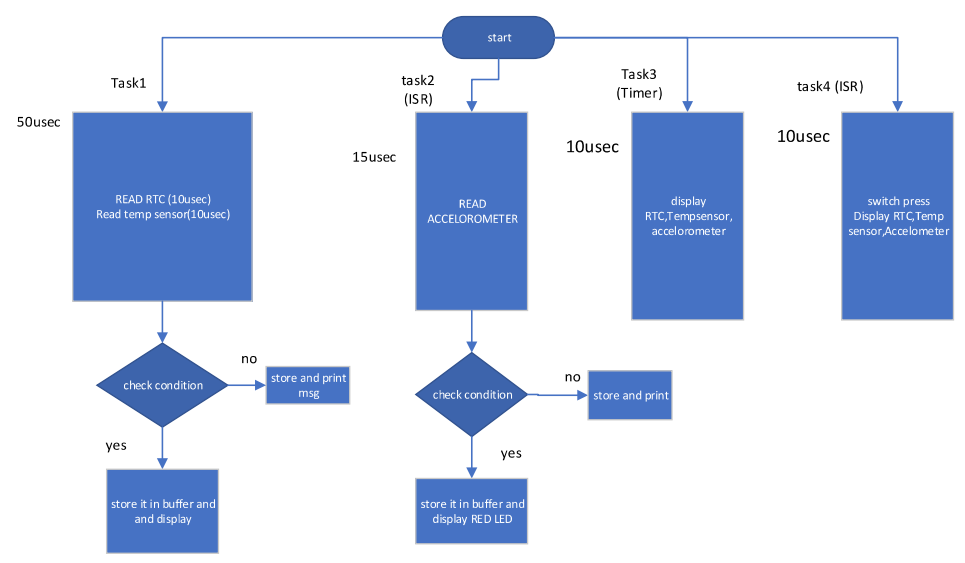 start
Task1
task2
(ISR)
Task3
(Timer)
task4 (ISR)
50usec
15usec
10usec
10usec
READ RTC (10usec)
Read temp sensor(10usec)
READ
ACCELOROMETER
display
RTC,Tempsensor,
accelorometer
switch press
Display RTC,Temp
sensor,Accelometer
check condition
no
store and print
msg
yes
store it in buffer and
and display
check condition
no
store and print
yes
store it in buffer and
display RED LED